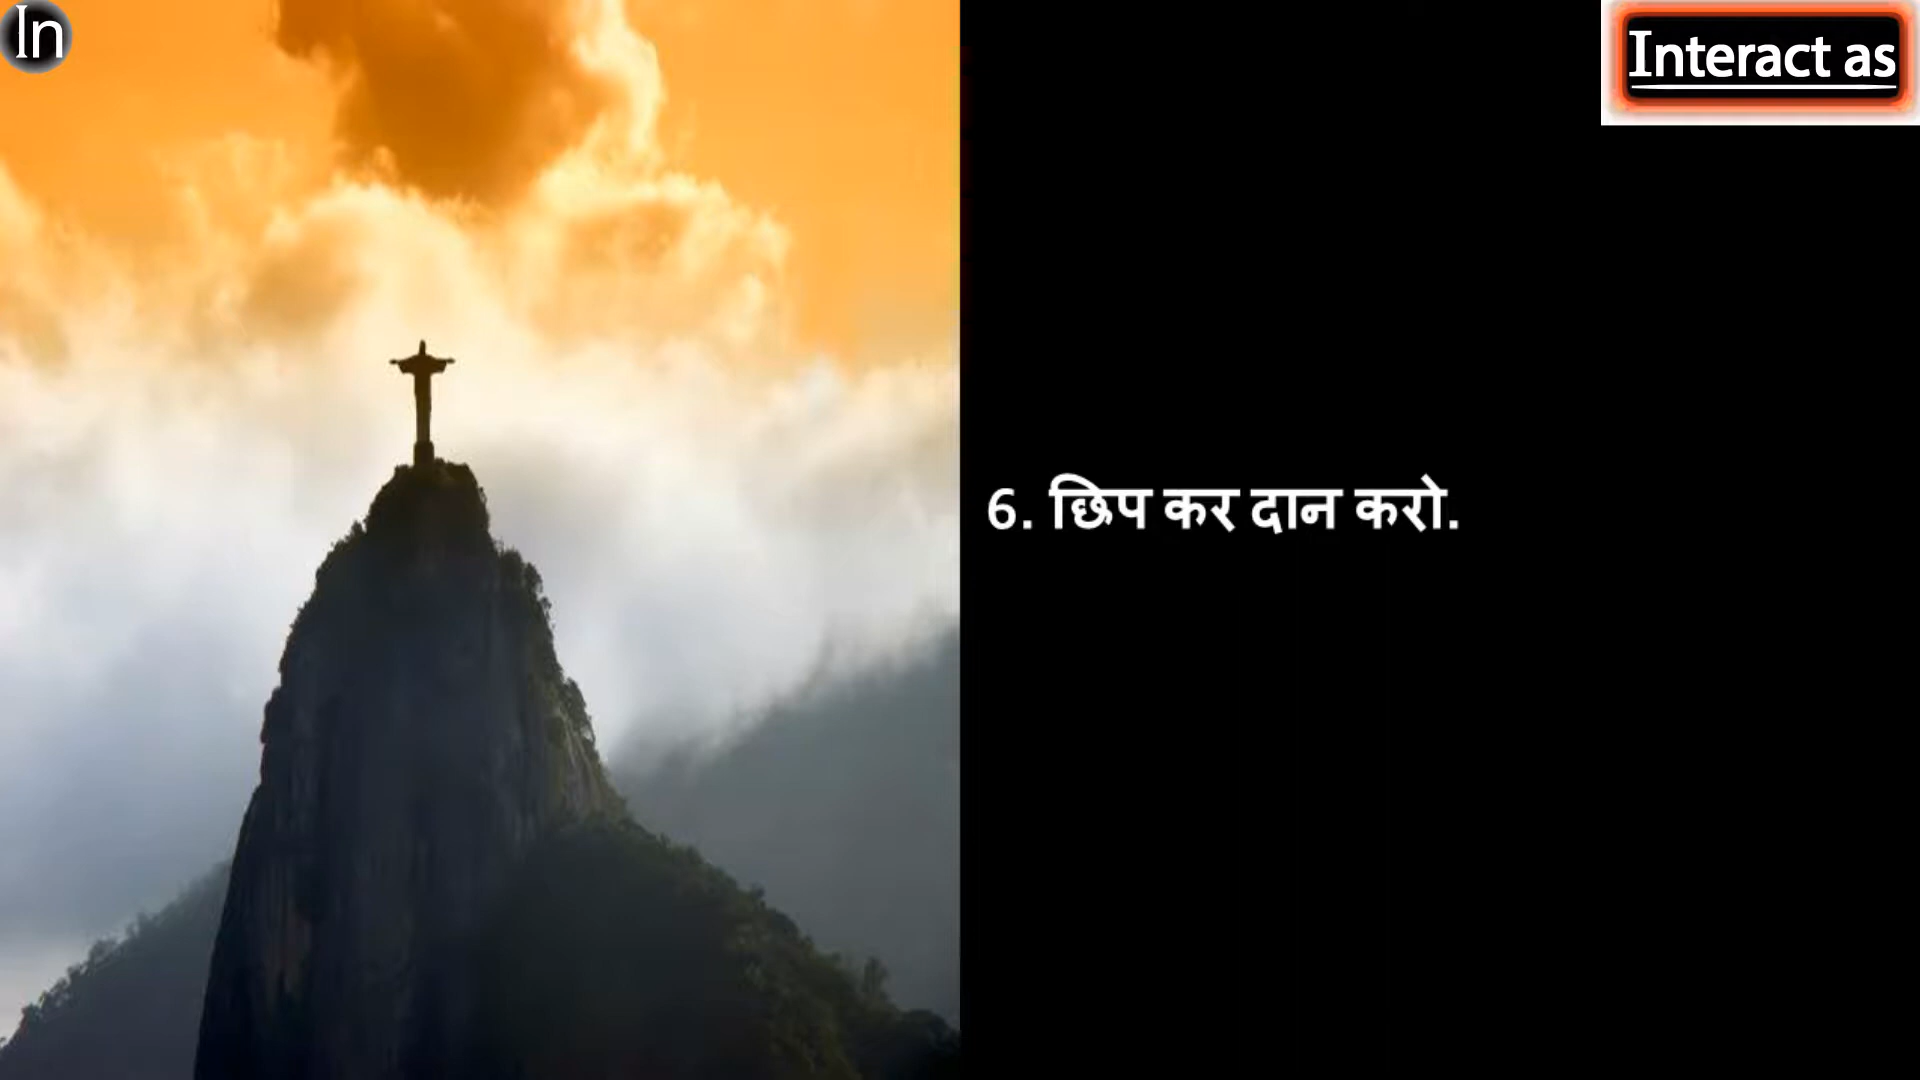 In
Interact as
6. छिप कर दान करो.